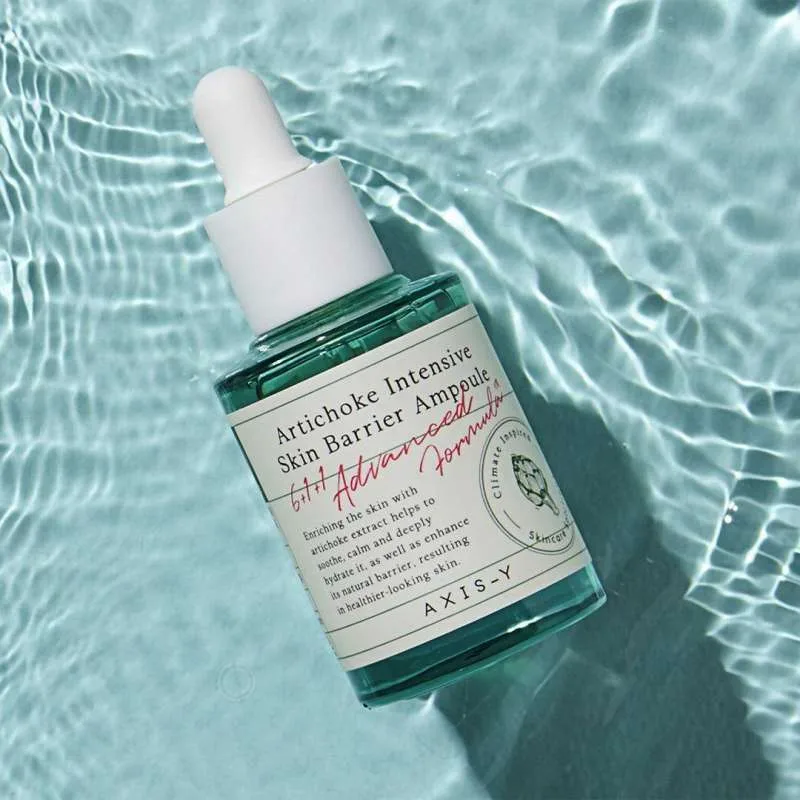 Artichoke Intensive
Skin Barrier Ampoule
6+1+1 Advanced
Formula
Enriching the skin with
artichoke extract helps to
soothe, calm and deeply
hydrate it, as well as enhance
its natural barrier, resulting
in healthier-looking skin.
Climate Inspired
Skincare
AXIS-Y